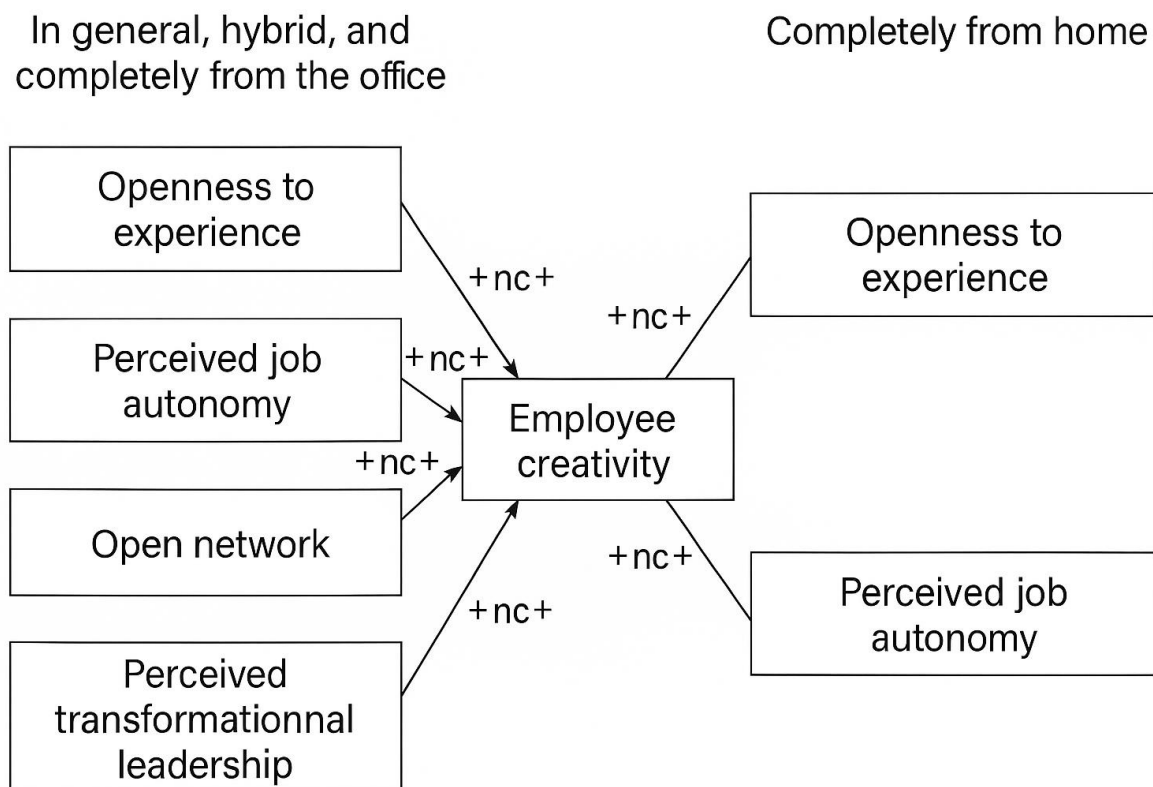 In general, hybrid, and
completely from the office
Completely from home
Openness to
experience
+nc+
Perceived job
autonomy
+nc+
Open network
+nc+
Perceived
transformationnal
leadership
+nc+
Employee
creativity
+nc+
Openness to
experience
+nc+
Perceived job
autonomy